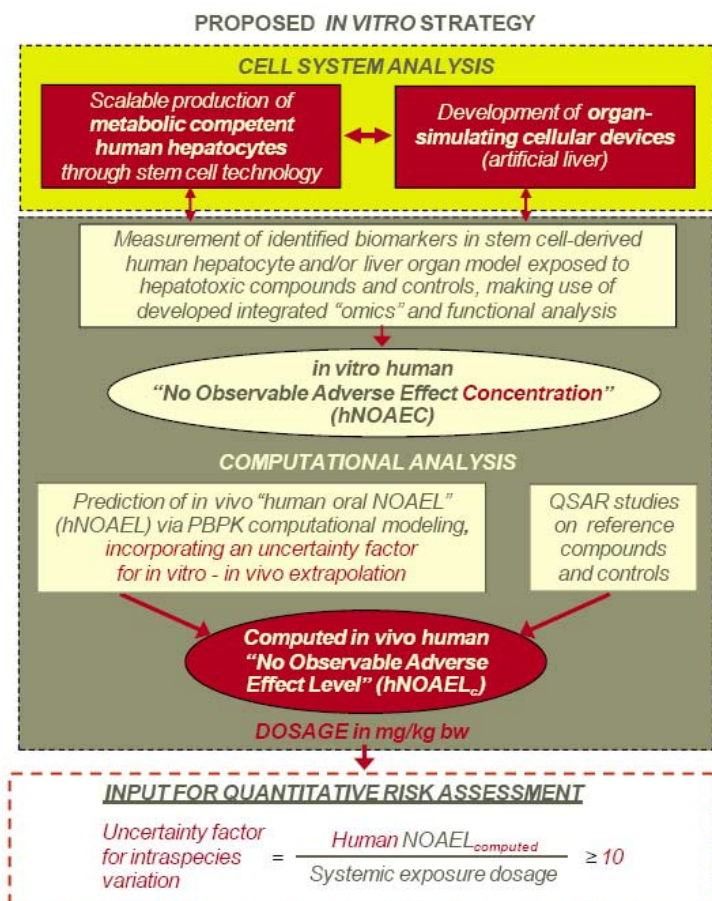 PROPOSED IN VITRO STRATEGY
CELL SYSTEM ANALYSIS
Scalable production of
metabolic competent
human hepatocytes
through stem cell technology
Development of organ-
simulating cellular devices
(artificial liver)
Measurement of identified biomarkers in stem cell-derived
human hepatocyte and/or liver organ model exposed to
hepatotoxic compounds and controls, making use of
developed integrated “omics” and functional analysis
in vitro human
“No Observable Adverse Effect Concentration”
(hNOAEC)
COMPUTATIONAL ANALYSIS
Prediction of in vivo “human oral NOAEL”
(hNOAEL) via PBPK computational modeling,
incorporating an uncertainty factor
for in vitro - in vivo extrapolation
QSAR studies
on reference
compounds
and controls
Computed in vivo human
“No Observable Adverse
Effect Level” (hNOAELc)
DOSAGE in mg/kg bw
INPUT FOR QUANTITATIVE RISK ASSESSMENT
Uncertainty factor
for intraspecies
variation
=
Human NOAELcomputed
Systemic exposure dosage
≥ 10